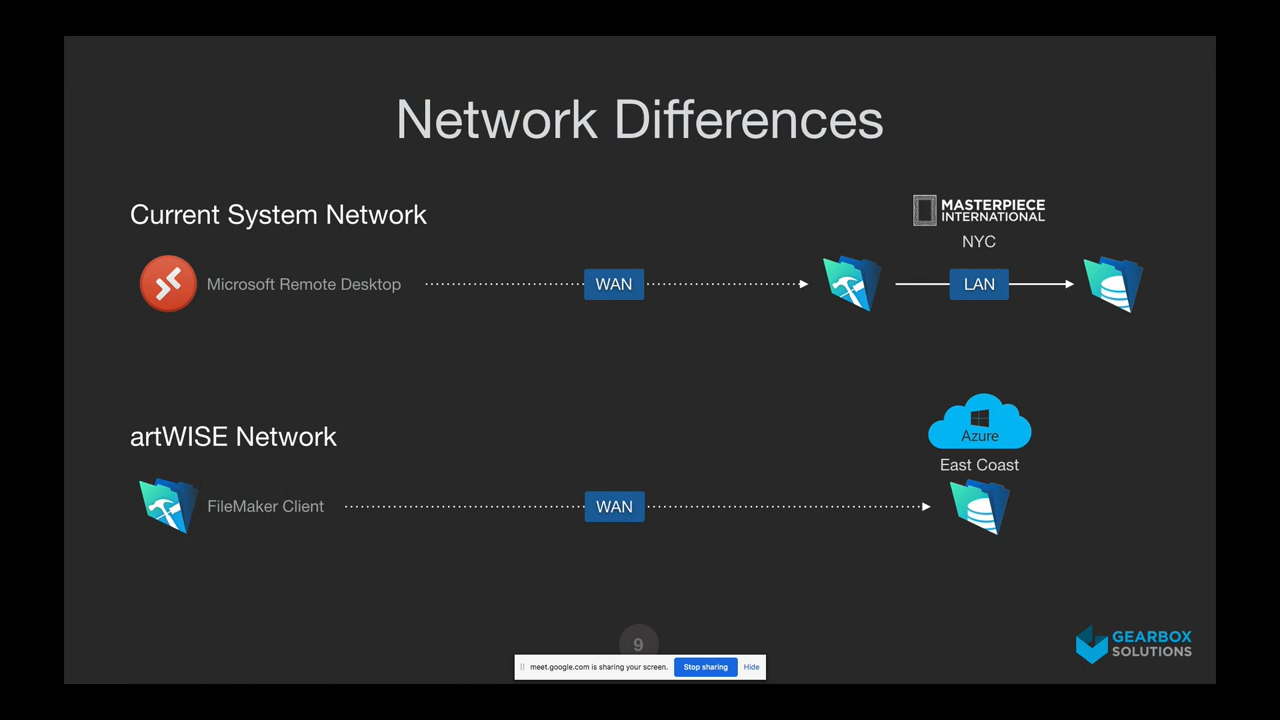 Network Differences
Current System Network
MASTERPIECE
INTERNATIONAL
NYC
Microsoft Remote Desktop
WAN
LAN
artWISE Network
Azure
East Coast
FileMaker Client
WAN
9
GEARBOX
SOLUTIONS
meet.google.com is sharing your screen.
Stop sharing
Hide